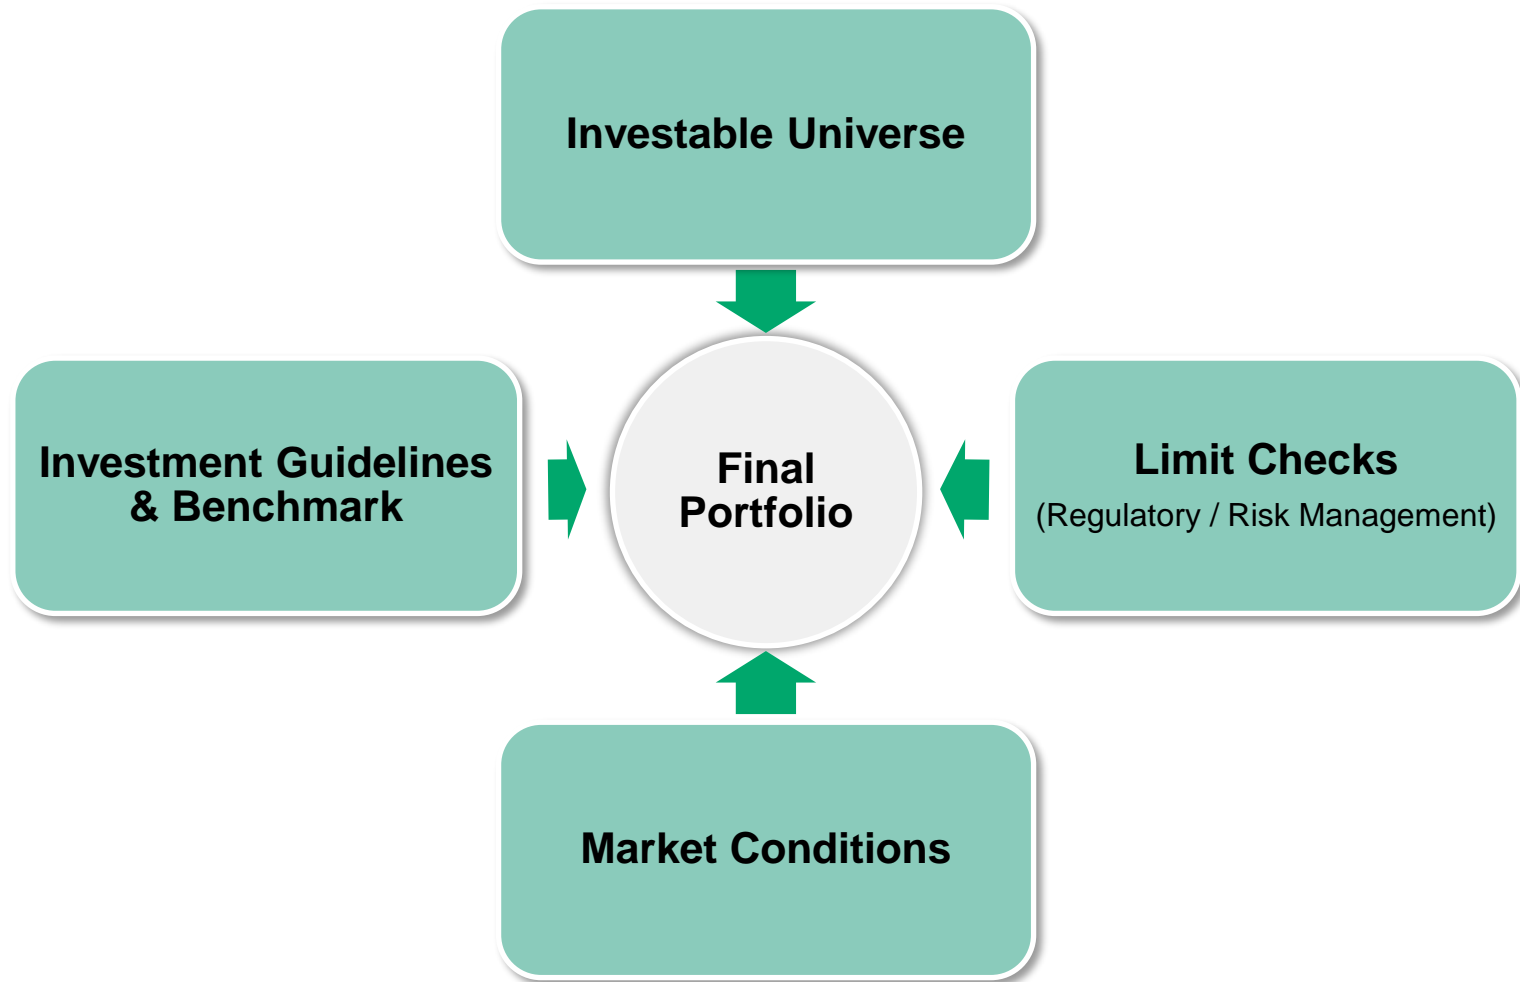 Investable Universe
Investment Guidelines
& Benchmark
Final
Portfolio
Limit Checks
(Regulatory / Risk Management)
Market Conditions